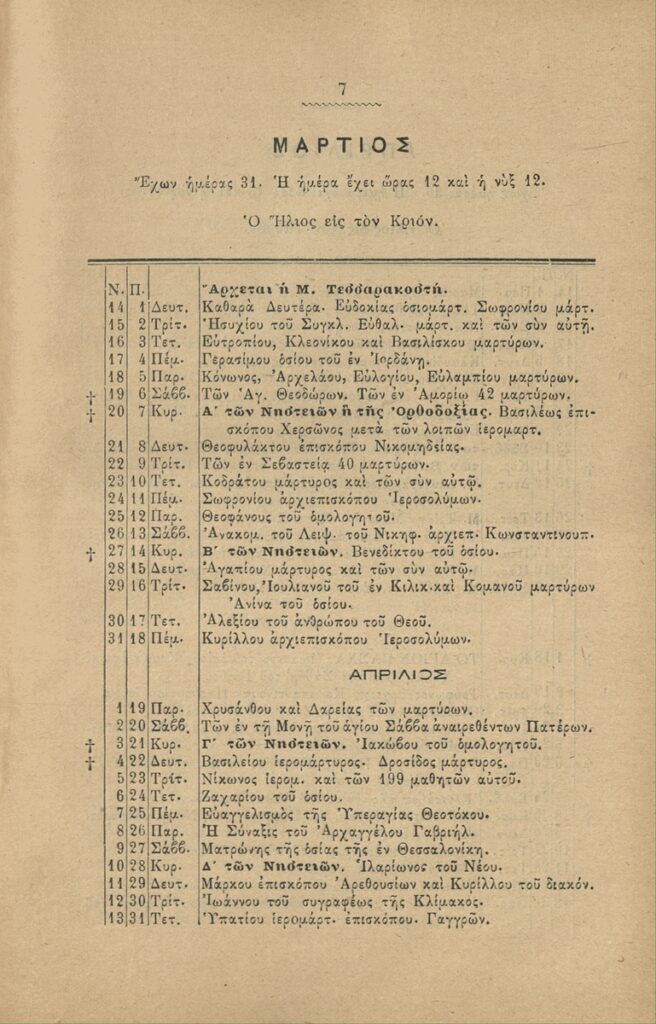 7
ΜΑΡΤΙΟΣ
Ἔχων ἡμέρας 31. Ἡ ἡμέρα ἔχει ὥρας 12 καὶ ἡ νὺξ 12.
Ὁ Ἥλιος εἰς τὸν Κριόν.
Ν. Π. Ἄρχεται ἡ Μ. Τεσσαρακοστή.
14 1 Δευτ. Καθαρὰ Δευτέρα. Εὐδοκίας ὁσιομάρτ. Σωφρονίου μάρτ.
15 2 Τρίτ. Ἡσυχίου τοῦ Συγκλ. Εὐθαλ. μάρτ. καὶ τῶν σὺν αὐτῇ.
16 3 Τετ. Εὐτροπίου, Κλεονίκου καὶ Βασιλίσκου μαρτύρων.
17 4 Πέμ. Γερασίμου ὁσίου τοῦ ἐν Ἰορδάνῃ.
18 5 Παρ. Κόνωνος, Ἀρχελάου, Εὐλογίου, Εὐλαμπίου μαρτύρων.
† 19 6 Σάββ. Τῶν Ἁγ. Θεοδώρων. Τῶν ἐν Ἀμορίῳ 42 μαρτύρων.
† 20 7 Κυρ. Α΄ τῶν Νηστειῶν ἢ τῆς Ὀρθοδοξίας. Βασιλέως ἐπι-
σκόπου Χερσῶνος μετὰ τῶν λοιπῶν ἱερομαρτ.
21 8 Δευτ. Θεοφυλάκτου ἐπισκόπου Νικομηδείας.
22 9 Τρίτ. Τῶν ἐν Σεβαστείᾳ 40 μαρτύρων.
23 10 Τετ. Κοδράτου μάρτυρος καὶ τῶν σὺν αὐτῷ.
24 11 Πέμ. Σωφρονίου ἀρχιεπισκόπου Ἱεροσολύμων.
25 12 Παρ. Θεοφάνους τοῦ ὁμολογητοῦ.
26 13 Σάββ. Ἀνακομ. τοῦ Λειψ. τοῦ Νικηφ. ἀρχιεπ. Κωνσταντινουπ.
† 27 14 Κυρ. Β΄ τῶν Νηστειῶν. Βενεδίκτου τοῦ ὁσίου.
28 15 Δευτ. Ἀγαπίου μάρτυρος καὶ τῶν σὺν αὐτῷ.
29 16 Τρίτ. Σαβίνου, Ἰουλιανοῦ τοῦ ἐν Κιλικ. καὶ Κομανοῦ μαρτύρων
Ἀνίνα τοῦ ὁσίου.
30 17 Τετ. Ἀλεξίου τοῦ ἀνθρώπου τοῦ Θεοῦ.
31 18 Πέμ. Κυρίλλου ἀρχιεπισκόπου Ἱεροσολύμων.
ΑΠΡΙΛΙΟΣ
1 19 Παρ. Χρυσάνθου καὶ Δαρείας τῶν μαρτύρων.
2 20 Σάββ. Τῶν ἐν τῇ Μονῇ τοῦ ἁγίου Σάββα ἀναιρεθέντων Πατέρων.
† 3 21 Κυρ. Γ΄ τῶν Νηστειῶν. Ἰακώβου τοῦ ὁμολογητοῦ.
† 4 22 Δευτ. Βασιλείου ἱερομάρτυρος. Δροσίδος μάρτυρος.
5 23 Τρίτ. Νίκωνος ἱερομ. καὶ τῶν 199 μαθητῶν αὐτοῦ.
6 24 Τετ. Ζαχαρίου τοῦ ὁσίου.
7 25 Πέμ. Εὐαγγελισμὸς τῆς Ὑπεραγίας Θεοτόκου.
8 26 Παρ. Ἡ Σύναξις τοῦ Ἀρχαγγέλου Γαβριήλ.
9 27 Σάββ. Ματρώνης τῆς ὁσίας τῆς ἐν Θεσσαλονίκῃ.
10 28 Κυρ. Δ΄ τῶν Νηστειῶν. Ἱλαρίωνος τοῦ Νέου.
11 29 Δευτ. Μάρκου ἐπισκόπου Ἀρεθουσίων καὶ Κυρίλλου τοῦ διακόν.
12 30 Τρίτ. Ἰωάννου τοῦ συγραφέως τῆς Κλίμακος.
13 31 Τετ. Ὑπατίου ἱερομάρτ. ἐπισκόπου. Γαγγρῶν.